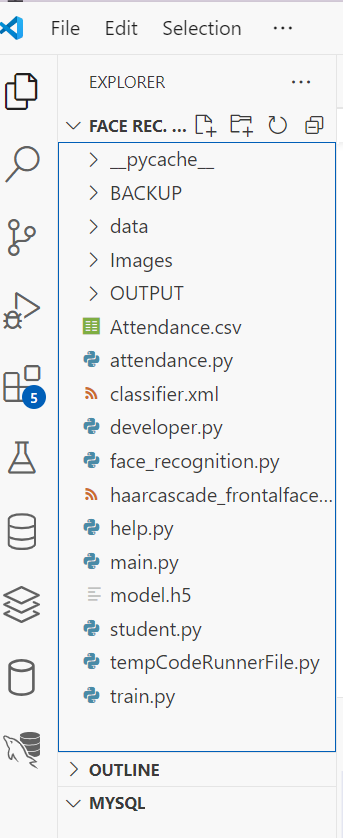 File Edit Selection ...
EXPLORER ...
FACE REC. ...
__pycache__
BACKUP
data
Images
OUTPUT
Attendance.csv
attendance.py
classifier.xml
developer.py
5
face_recognition.py
haarcascade_frontalface...
help.py
main.py
model.h5
student.py
tempCodeRunnerFile.py
train.py
OUTLINE
MYSQL